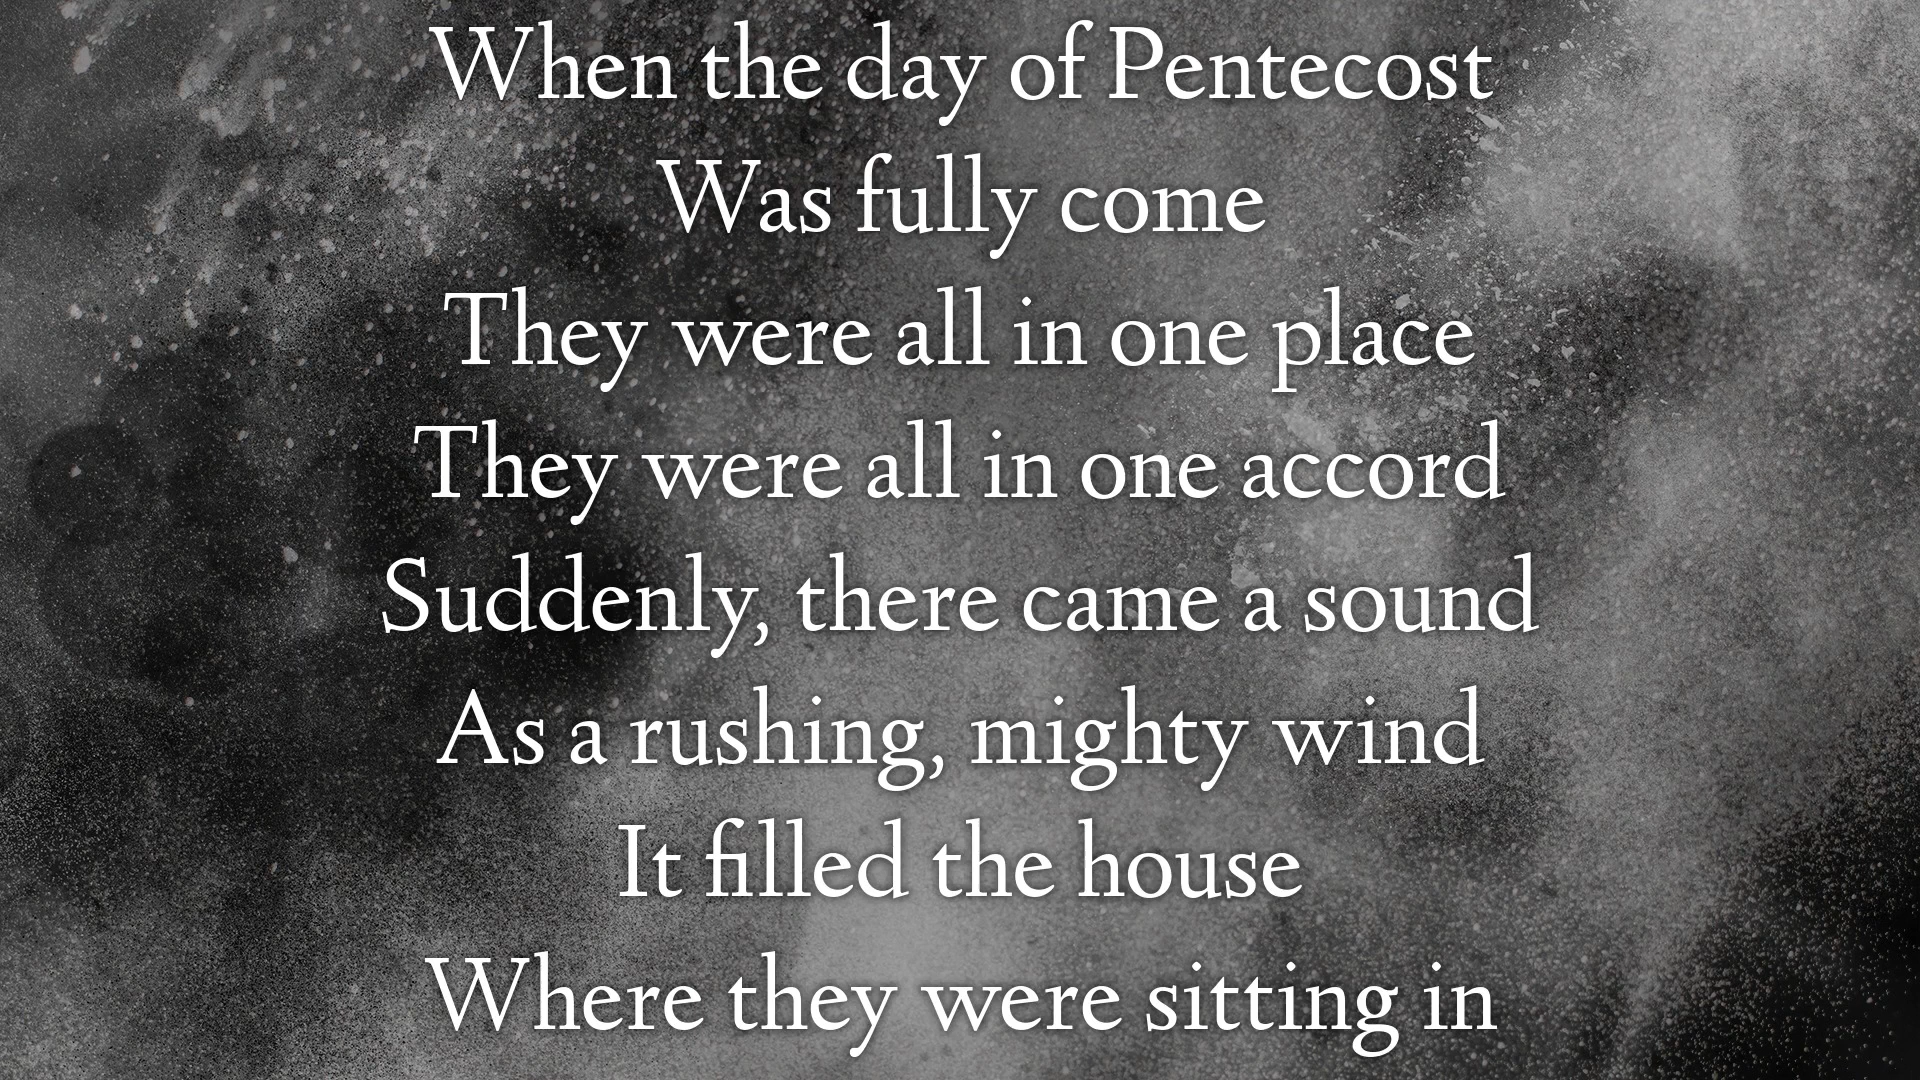 When the day of Pentecost
Was fully come
They were all in one place
They were all in one accord
Suddenly, there came a sound
As a rushing, mighty wind
It filled the house
Where they were sitting in